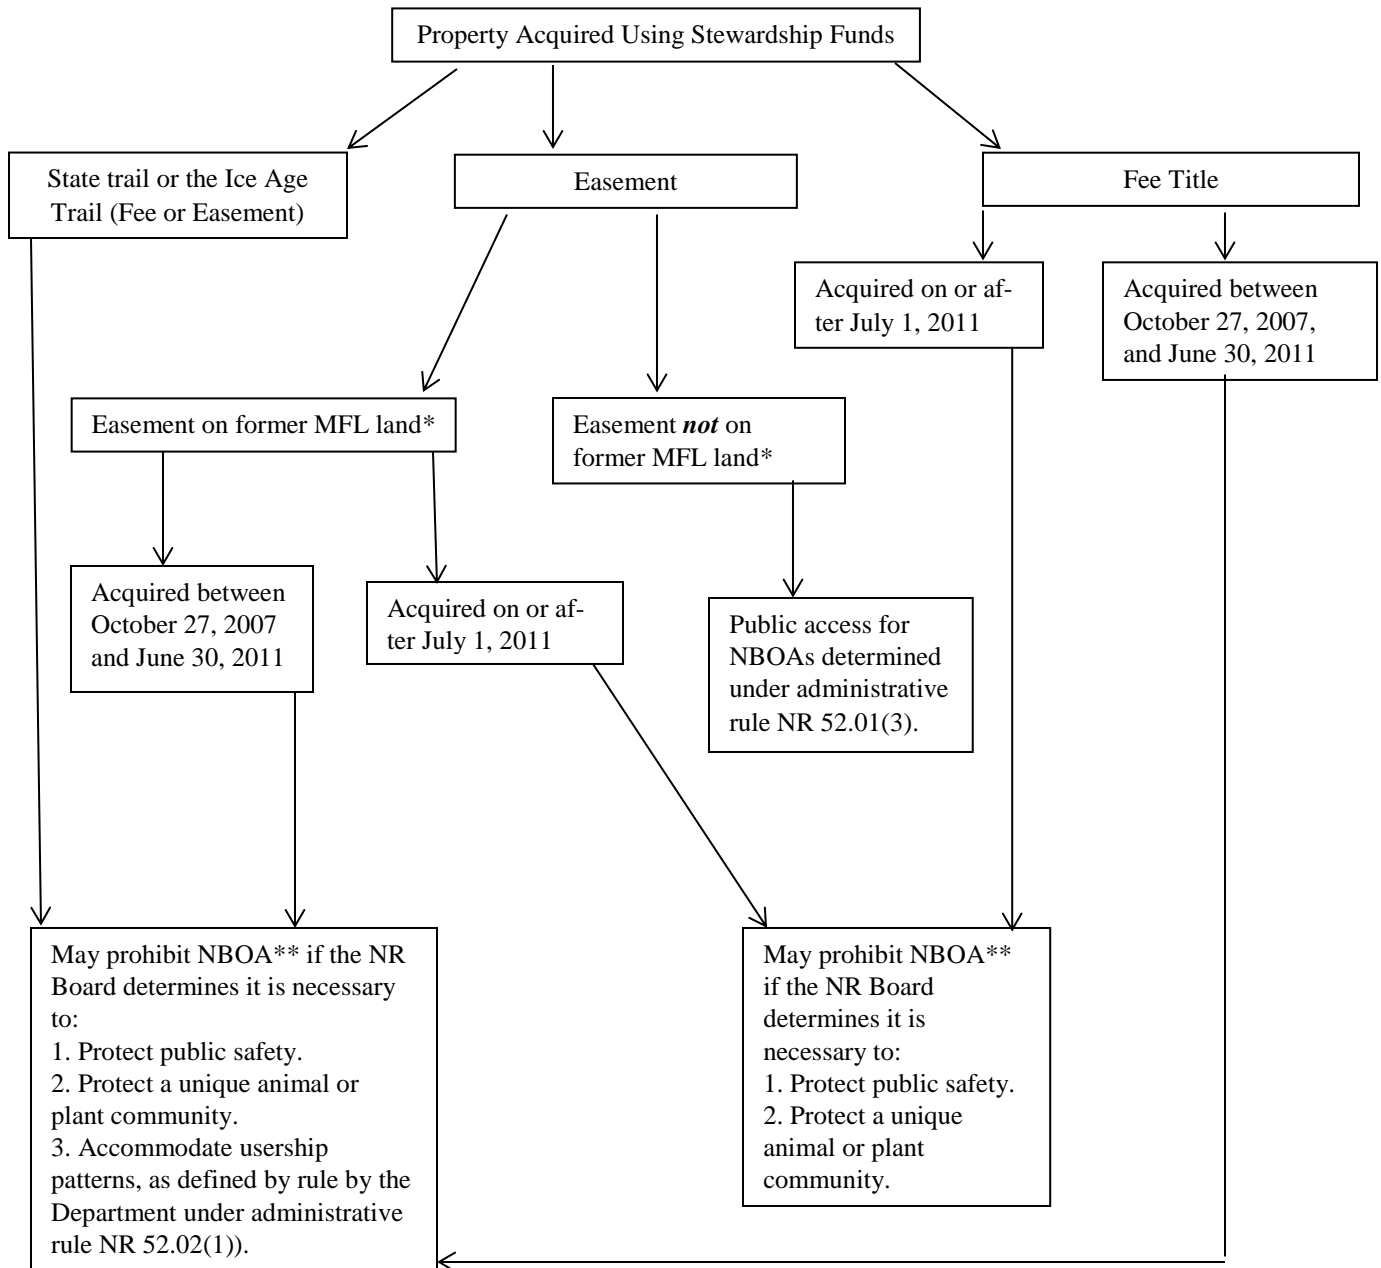 Property Acquired Using Stewardship Funds
State trail or the Ice Age
Trail (Fee or Easement)
Easement
Fee Title
Acquired on or af-
ter July 1, 2011
Acquired between
October 27, 2007,
and June 30, 2011
Easement on former MFL land*
Easement not on
former MFL land*
Acquired between
October 27, 2007
and June 30, 2011
Acquired on or af-
ter July 1, 2011
Public access for
NBOAs determined
under administrative
rule NR 52.01(3).
May prohibit NBOA** if the NR
Board determines it is necessary
to:
1. Protect public safety.
2. Protect a unique animal or
plant community.
3. Accommodate usership
patterns, as defined by rule by the
Department under administrative
rule NR 52.02(1)).
May prohibit NBOA**
if the NR Board
determines it is
necessary to:
1. Protect public safety.
2. Protect a unique
animal or plant
community.